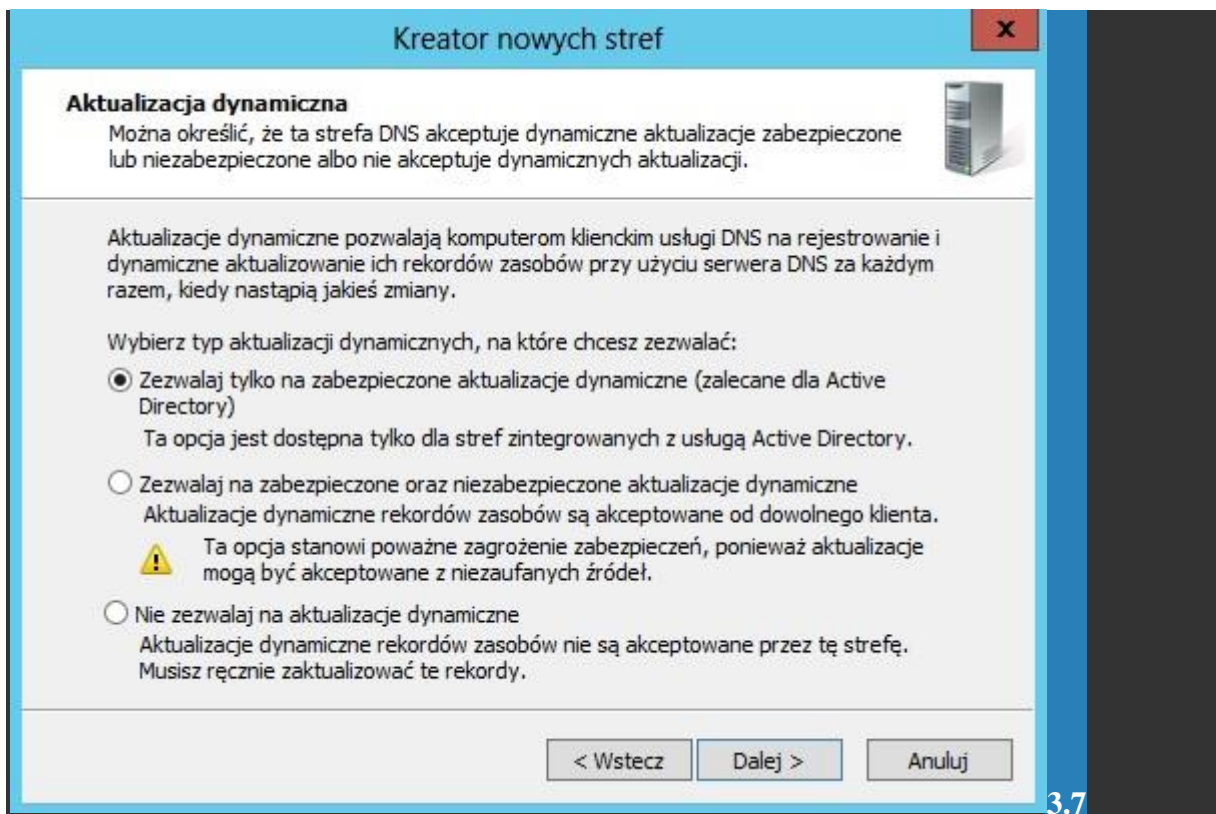 Kreator nowych stref
x
Aktualizacja dynamiczna
Można określić, że ta strefa DNS akceptuje dynamiczne aktualizacje zabezpieczone
lub niezabezpieczone albo nie akceptuje dynamicznych aktualizacji.
Aktualizacje dynamiczne pozwalają komputerom klienckim usługi DNS na rejestrowanie i
dynamiczne aktualizowanie ich rekordów zasobów przy użyciu serwera DNS za każdym
razem, kiedy nastąpią jakieś zmiany.
Wybierz typ aktualizacji dynamicznych, na które chcesz zezwalać:
Zezwalaj tylko na zabezpieczone aktualizacje dynamiczne (zalecane dla Active
Directory)
Ta opcja jest dostępna tylko dla stref zintegrowanych z usługą Active Directory.
Zezwalaj na zabezpieczone oraz niezabezpieczone aktualizacje dynamiczne
Aktualizacje dynamiczne rekordów zasobów są akceptowane od dowolnego klienta.
Ta opcja stanowi poważne zagrożenie zabezpieczeń, ponieważ aktualizacje
mogą być akceptowane z niezaufanych źródeł.
Nie zezwalaj na aktualizacje dynamiczne
Aktualizacje dynamiczne rekordów zasobów nie są akceptowane przez tę strefę.
Musisz ręcznie zaktualizować te rekordy.
< Wstecz
Dalej >
Anuluj
3.7